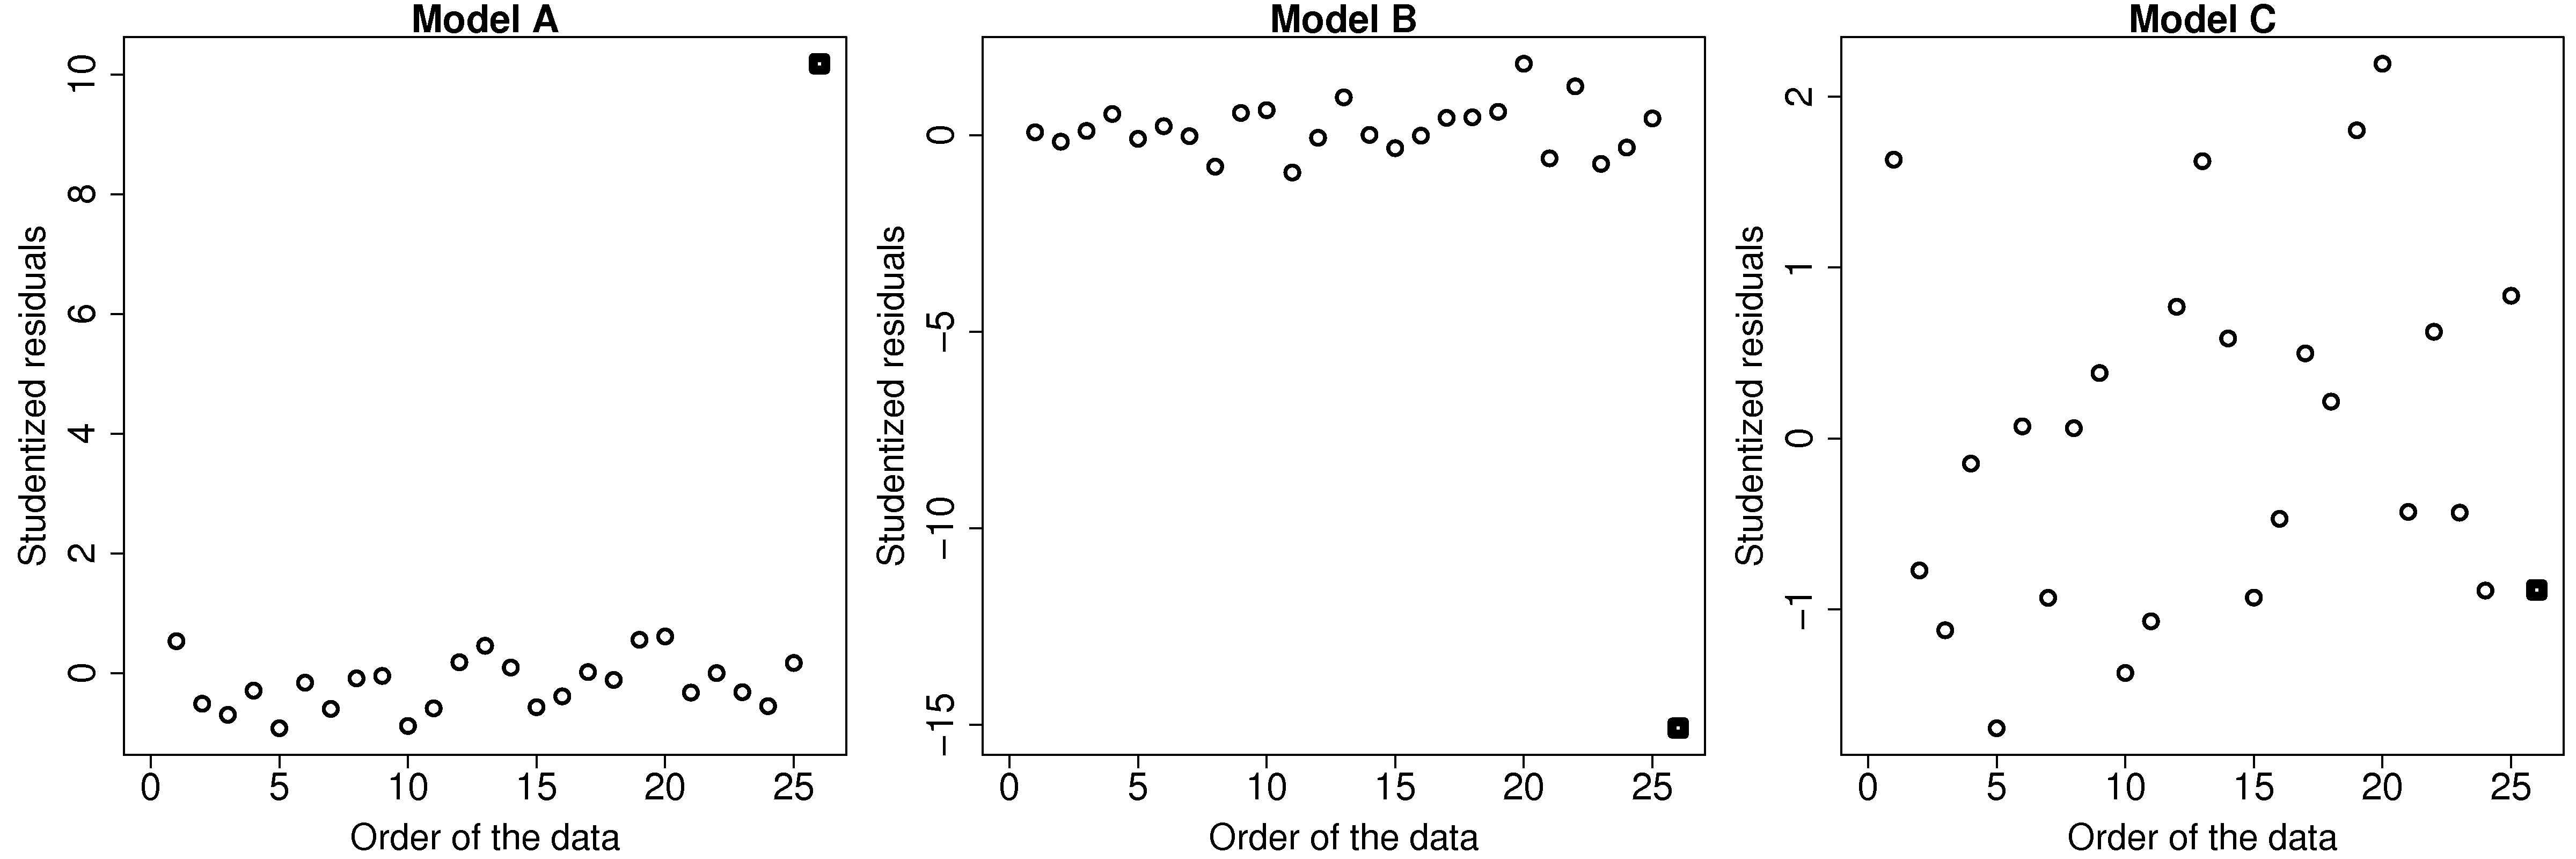 Model A
Studentized residuals
10
8
6
4
2
0
0 5 10 15 20 25
Order of the data
Model B
Studentized residuals
0
−5
−10
−15
0 5 10 15 20 25
Order of the data
Model C
Studentized residuals
2
1
0
−1
0 5 10 15 20 25
Order of the data